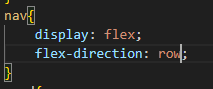 nav{
display: flex;
flex-direction: row;
}